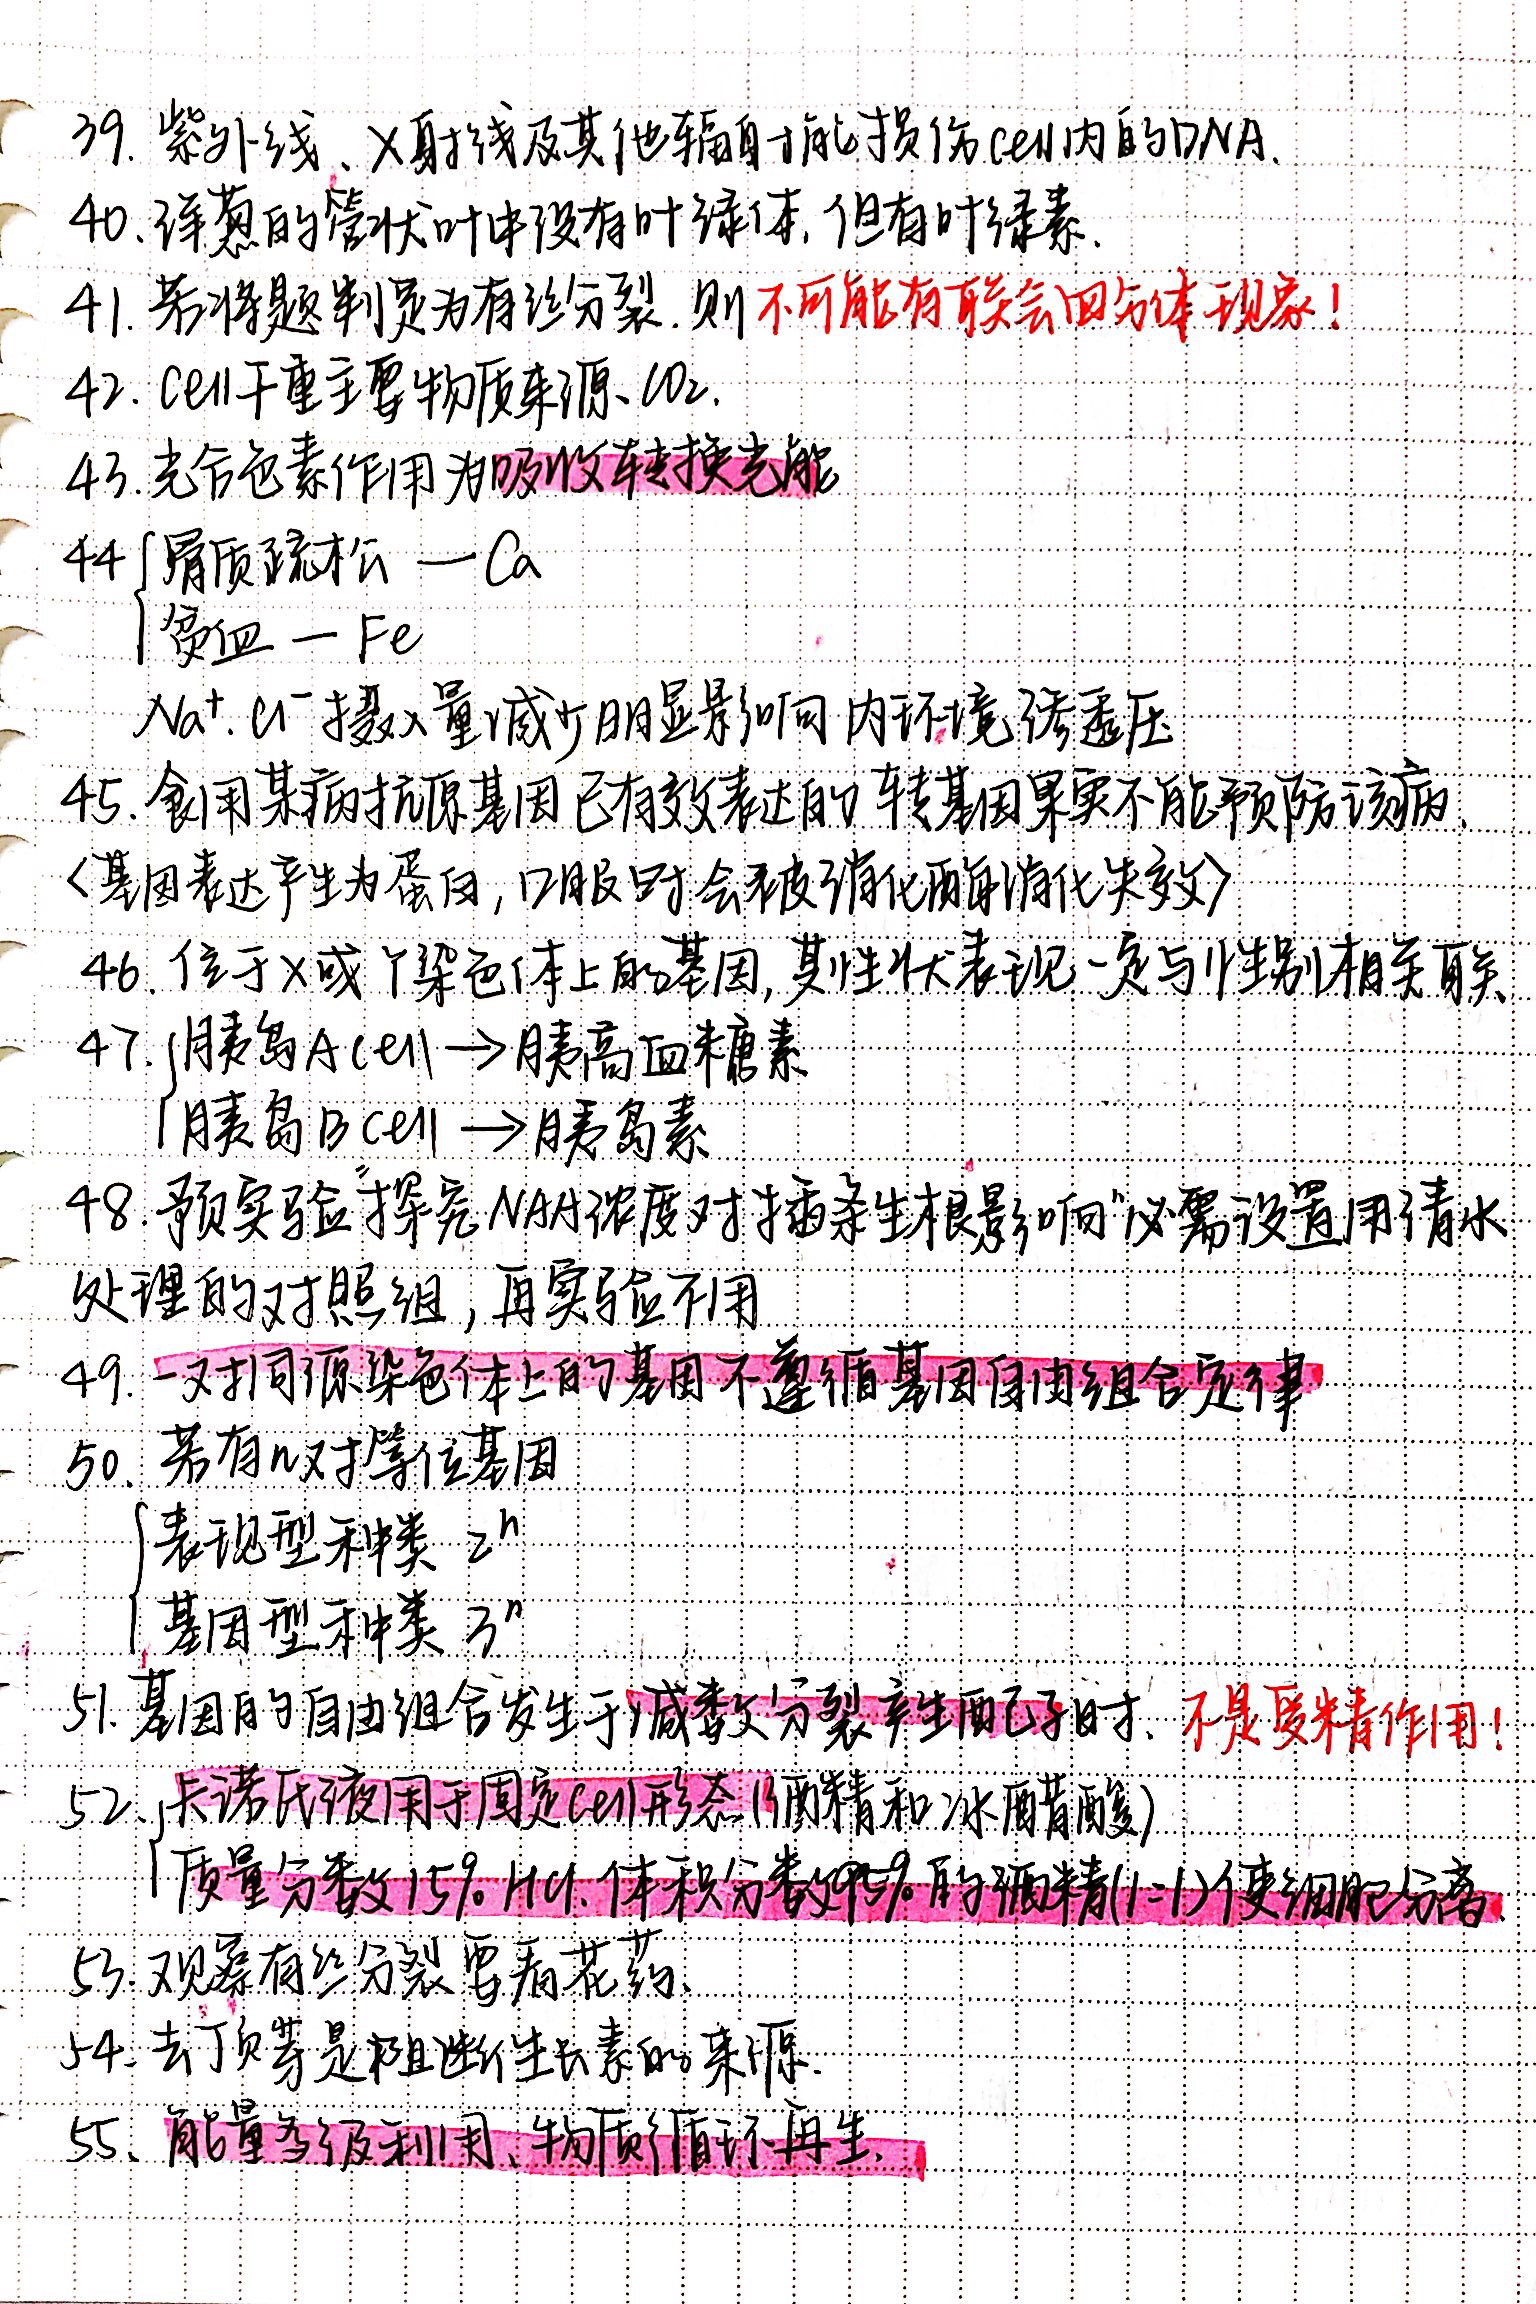 39. 紫外线、X射线及其他辐射能损伤cell内的DNA.
40. 洋葱的管状叶中没有叶绿体, 但有叶绿素.
41. 若将题判定为有丝分裂. 则不可能有联会四分体现象!
42. cell干重主要物质来源、CO₂.
43. 光合色素作用为吸收转换光能
44 { 骨质疏松 — Ca
贫血 — Fe
Na⁺. Cl⁻ 摄入量减少明显影响内环境渗透压
45. 食用某病抗原基因已有效表达的转基因果实不能预防该病.
<基因表达产生为蛋白, 口服时会被消化酶消化失效>
46. 位于X或Y染色体上的基因, 其性状表现一定与性别相关联
47. { 胰岛A cell → 胰高血糖素
胰岛B cell → 胰岛素
48. 预实验"探究NAA浓度对插条生根影响"必需设置用清水
处理的对照组, 再实验不用
49. 一对同源染色体上的基因不遵循基因自由组合定律
50. 若有n对等位基因
{ 表现型种类 2ⁿ
基因型种类 3ⁿ
51. 基因的自由组合发生于减数分裂产生配子时. 不是受精作用!
52. { 卡诺氏液用于固定cell形态 (酒精和冰醋酸)
质量分数15% HCl. 体积分数95%的酒精(1:1)使细胞分离.
53. 观察有丝分裂要看花药.
54. 去顶芽是阻断生长素的来源.
55. 能量多级利用、物质循环再生.